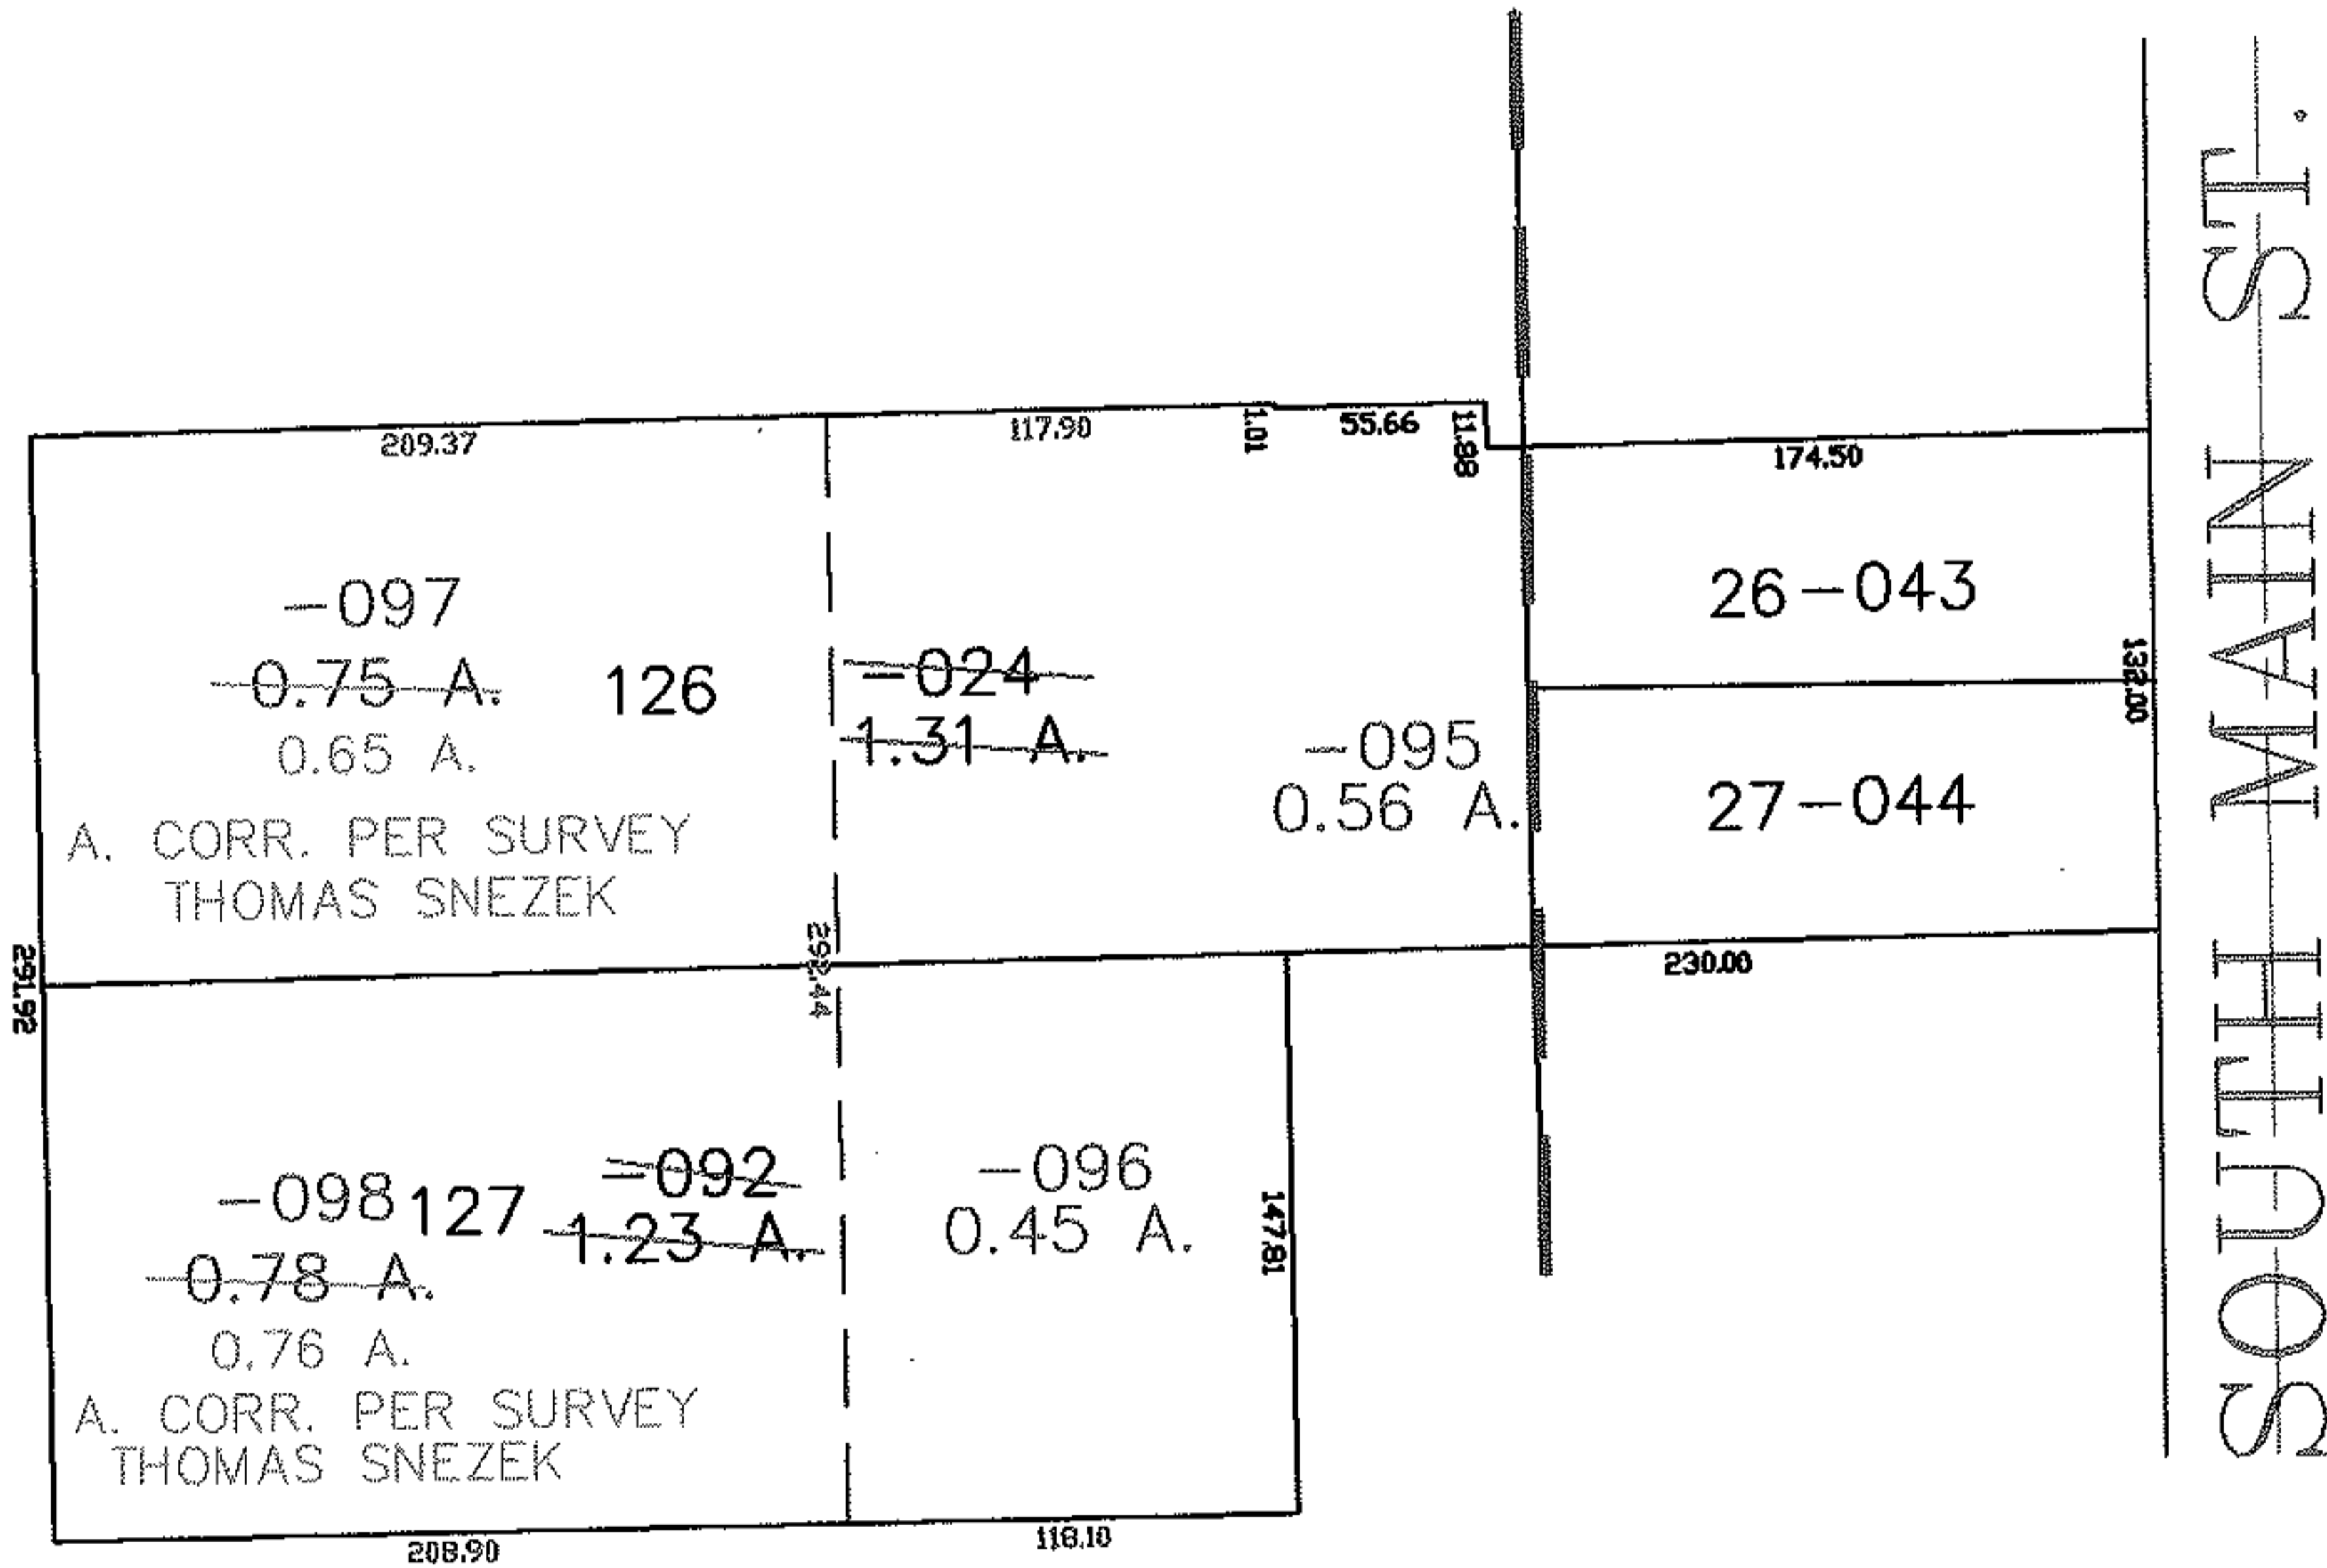 209.37
117.90
1.01
55.66
11.88
174.50
-097
0.75 A.
0.65 A.
126
A. CORR. PER SURVEY
THOMAS SNEZEK
-024
1.31 A.
-095
0.56 A.
26-043
27-044
132.00
SOUTH MAIN ST.
291.92
292.44
230.00
-098
127
-092
1.23 A.
0.78 A.
0.76 A.
A. CORR. PER SURVEY
THOMAS SNEZEK
-096
0.45 A.
147.81
208.90
118.10